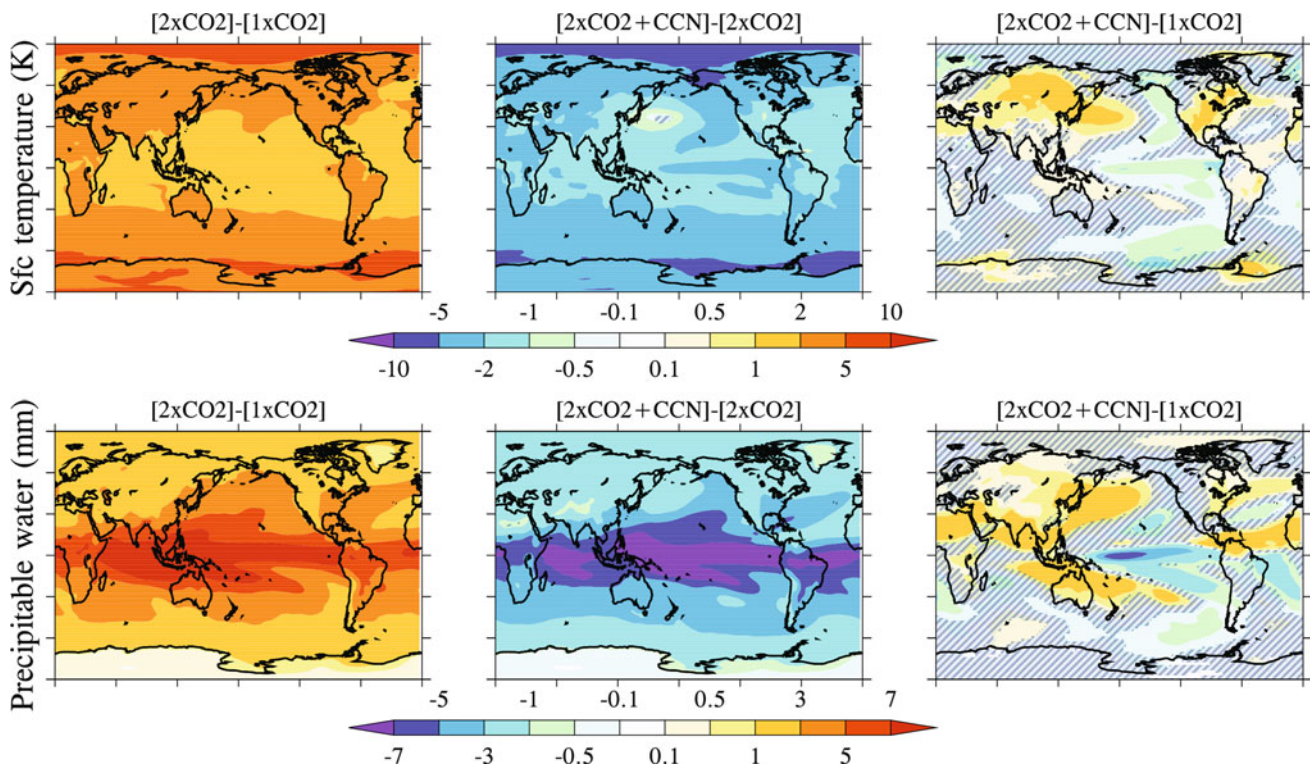 [2xCO2]-[1xCO2] [2xCO2+CCN]-[2xCO2] [2xCO2+CCN]-[1xCO2]
Sfc temperature (K)
-5 -1 -0.1 0.5 2 10
-10 -2 -0.5 0.1 1 5
[2xCO2]-[1xCO2] [2xCO2+CCN]-[2xCO2] [2xCO2+CCN]-[1xCO2]
Precipitable water (mm)
-5 -1 -0.1 0.5 3 7
-7 -3 -0.5 0.1 1 5